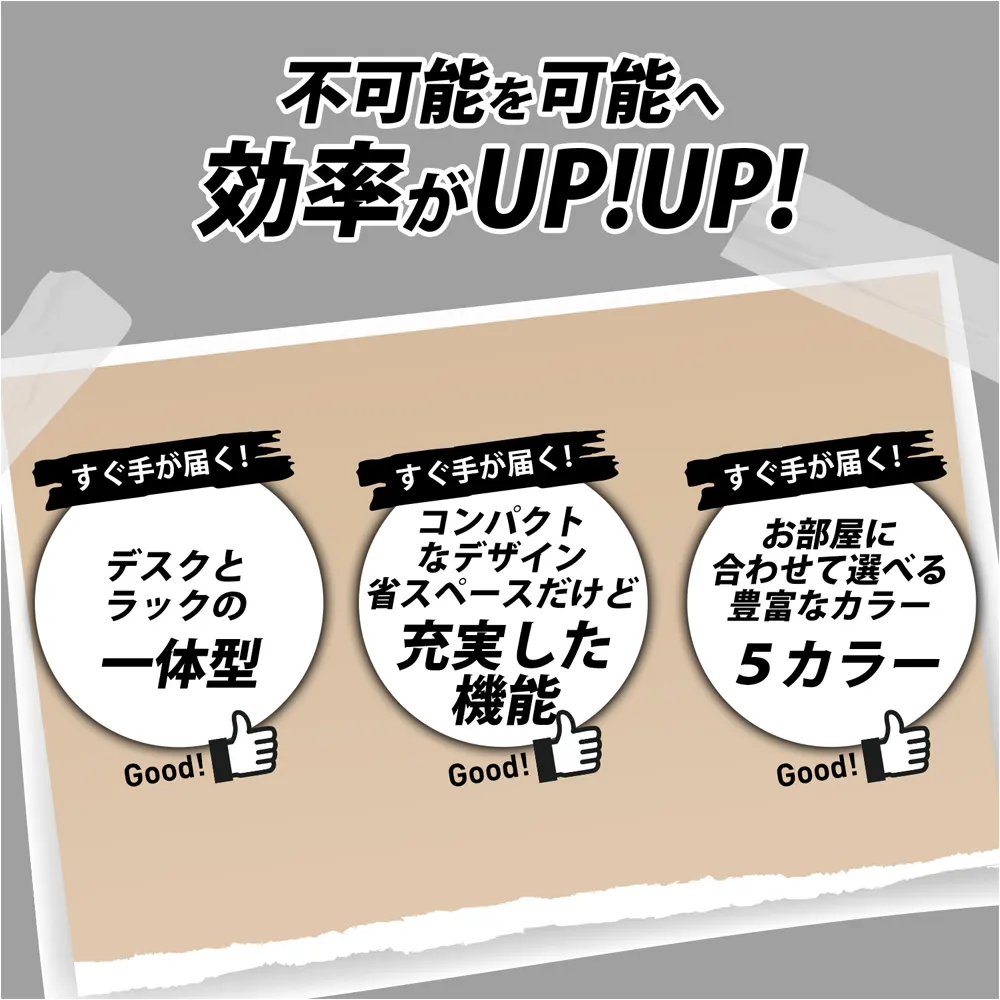 不可能を可能へ
効率がUP!UP!
すぐ手が届く!
デスクと
ラックの
一体型
Good!
すぐ手が届く!
コンパクト
なデザイン
省スペースだけど
充実した
機能
Good!
すぐ手が届く!
お部屋に
合わせて選べる
豊富なカラー
5カラー
Good!